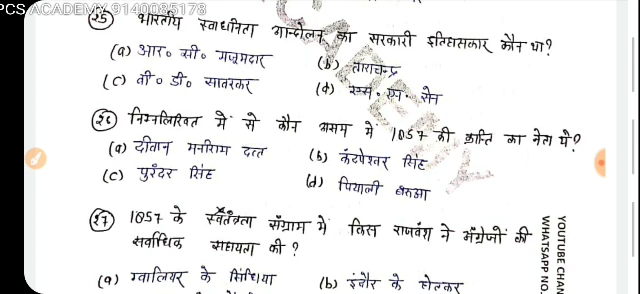 PCS ACADEMY 9140085178
(25) भारतीय स्वाधीनता आन्दोलन का सरकारी इतिहासकार कौन था?
(a) आर० सी० मजूमदार (b) ताराचन्द्र
(c) वी० डी० सावरकर (d) एस० एन० सेन
(26) निम्नलिखित में से कौन असम में 1857 की क्रान्ति का नेता थे?
(a) दीवान मनीराम दत्त (b) कंदपेश्वर सिंह
(c) पुरंदर सिंह (d) पियाली बरुआ
(27) 1857 के स्वतंत्रता संग्राम में किस राजवंश ने अंग्रेजों की
सर्वाधिक सहायता की?
(a) ग्वालियर के सिंधिया (b) इंदौर के होल्कर
YOUTUBE CHAN
WHATSAPP NO.